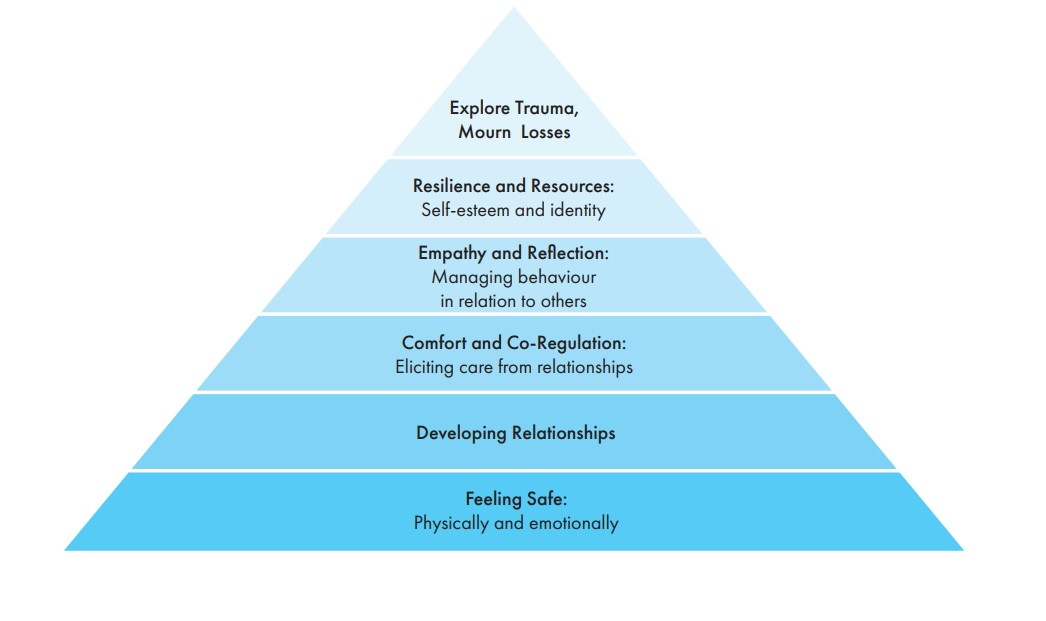 Explore Trauma,
Mourn Losses
Resilience and Resources:
Self-esteem and identity
Empathy and Reflection:
Managing behaviour
in relation to others
Comfort and Co-Regulation:
Eliciting care from relationships
Developing Relationships
Feeling Safe:
Physically and emotionally